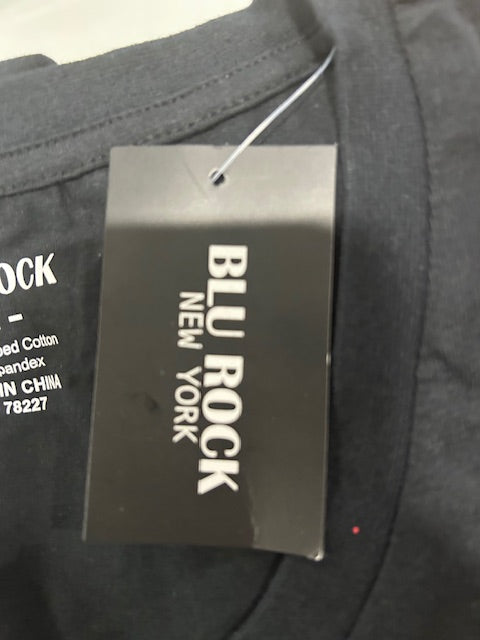 BLU ROCK
NEW YORK
OCK
-
ped Cotton
pandex
IN CHINA
78227